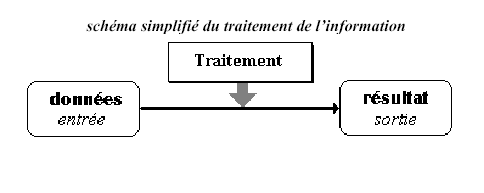 schéma simplifié du traitement de l’information
Traitement
données
entrée
résultat
sortie